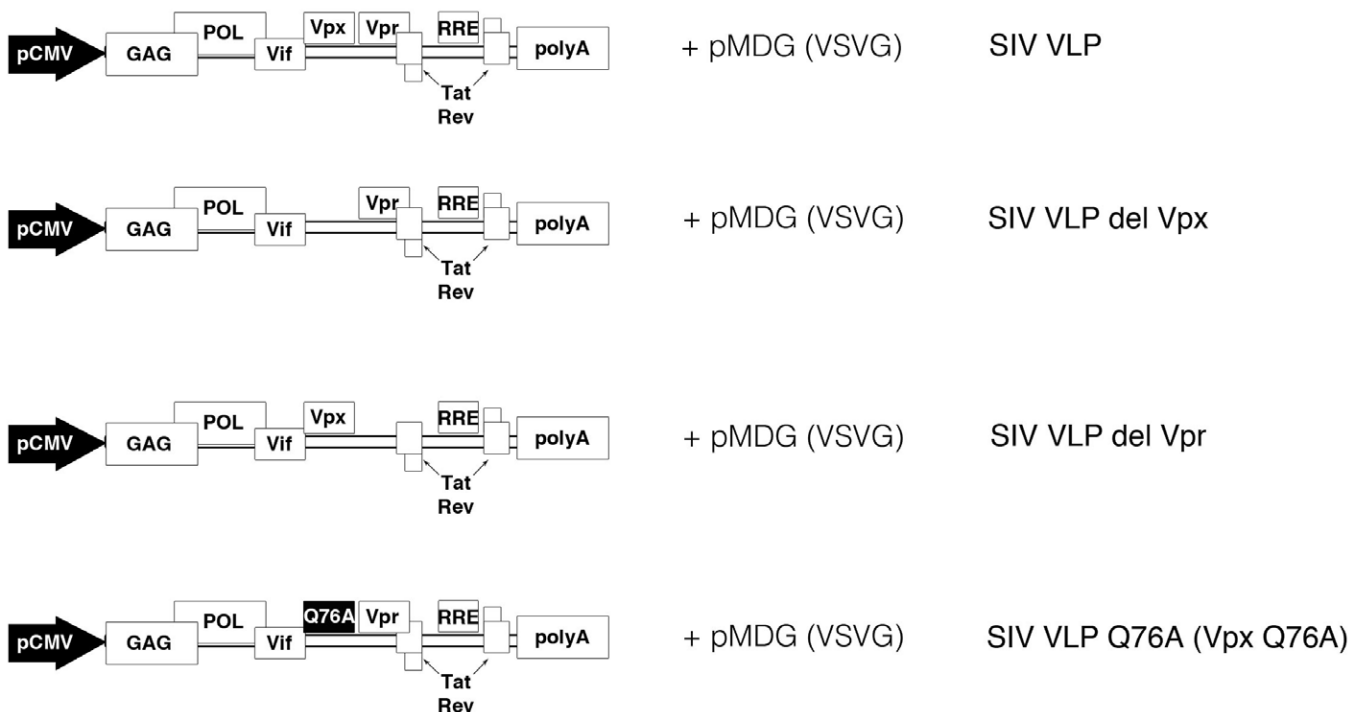 POL Vpx Vpr RRE
pCMV GAG Vif polyA + pMDG (VSVG) SIV VLP
Tat
Rev
POL Vpr RRE
pCMV GAG Vif polyA + pMDG (VSVG) SIV VLP del Vpx
Tat
Rev
POL Vpx RRE
pCMV GAG Vif polyA + pMDG (VSVG) SIV VLP del Vpr
Tat
Rev
POL Q76A Vpr RRE
pCMV GAG Vif polyA + pMDG (VSVG) SIV VLP Q76A (Vpx Q76A)
Tat
Rev